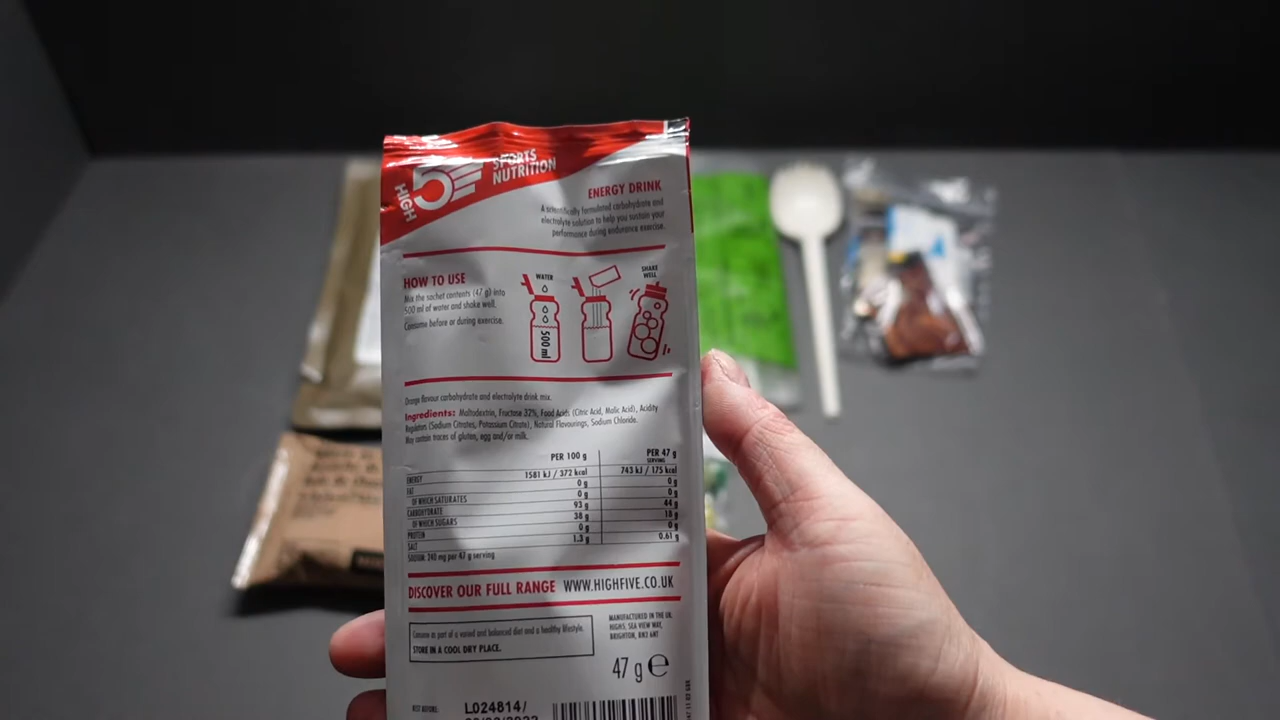 HIGH 5 SPORTS
NUTRITION
ENERGY DRINK
A scientifically formulated carbohydrate and
electrolyte solution to help you sustain your
performance during endurance exercise.
HOW TO USE
Mix the sachet contents (47 g) into
500 ml of water and shake well.
Consume before or during exercise.
WATER
500 ml
SHAKE
WELL
Orange flavour carbohydrate and electrolyte drink mix.
Ingredients: Maltodextrin, Fructose 32%, Food Acids (Citric Acid, Malic Acid), Acidity
Regulators (Sodium Citrates, Potassium Citrate), Natural Flavourings, Sodium Chloride.
May contain traces of gluten, egg and/or milk.
PER 100 g PER 47 g
SERVING
ENERGY 1581 kJ / 372 kcal 743 kJ / 175 kcal
FAT 0 g 0 g
OF WHICH SATURATES 0 g 0 g
CARBOHYDRATE 93 g 44 g
OF WHICH SUGARS 38 g 18 g
PROTEIN 0 g 0 g
SALT 1.3 g 0.61 g
SODIUM: 240 mg per 47 g serving
DISCOVER OUR FULL RANGE WWW.HIGHFIVE.CO.UK
Consume as part of a varied and balanced diet and a healthy lifestyle.
STORE IN A COOL DRY PLACE.
MANUFACTURED IN THE UK.
HIGH5, SEA VIEW WAY,
BRIGHTON, BN2 6NT
47 g e
BEST BEFORE:
L024814/